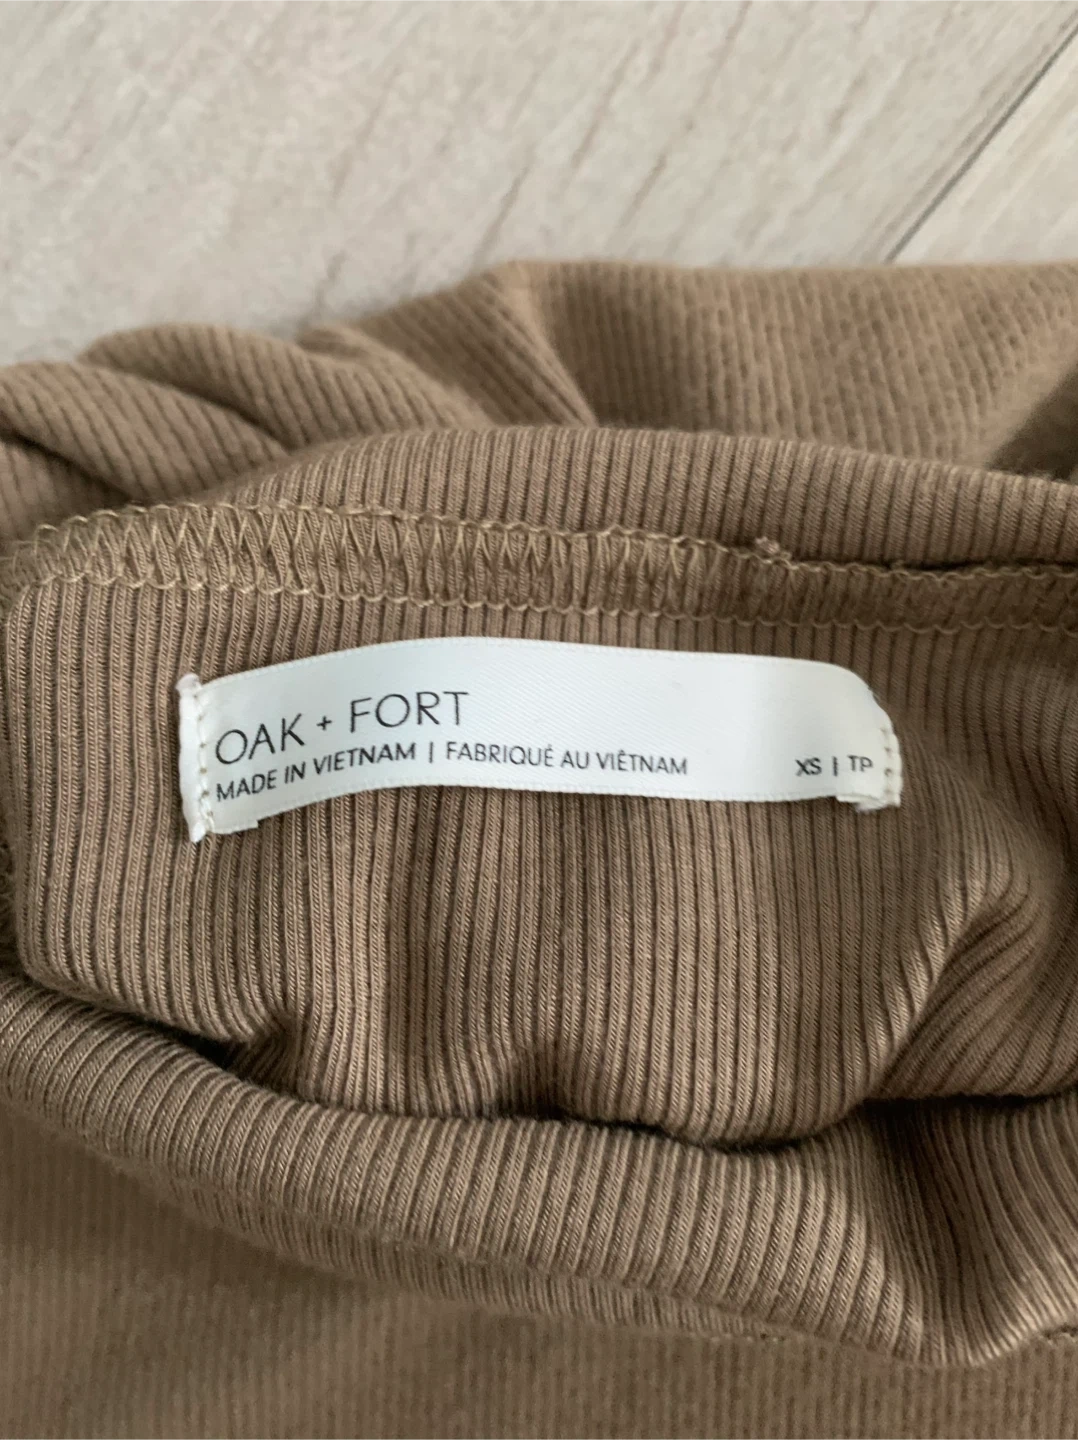 OAK + FORT
MADE IN VIETNAM | FABRIQUÉ AU VIÊTNAM
XS | TP